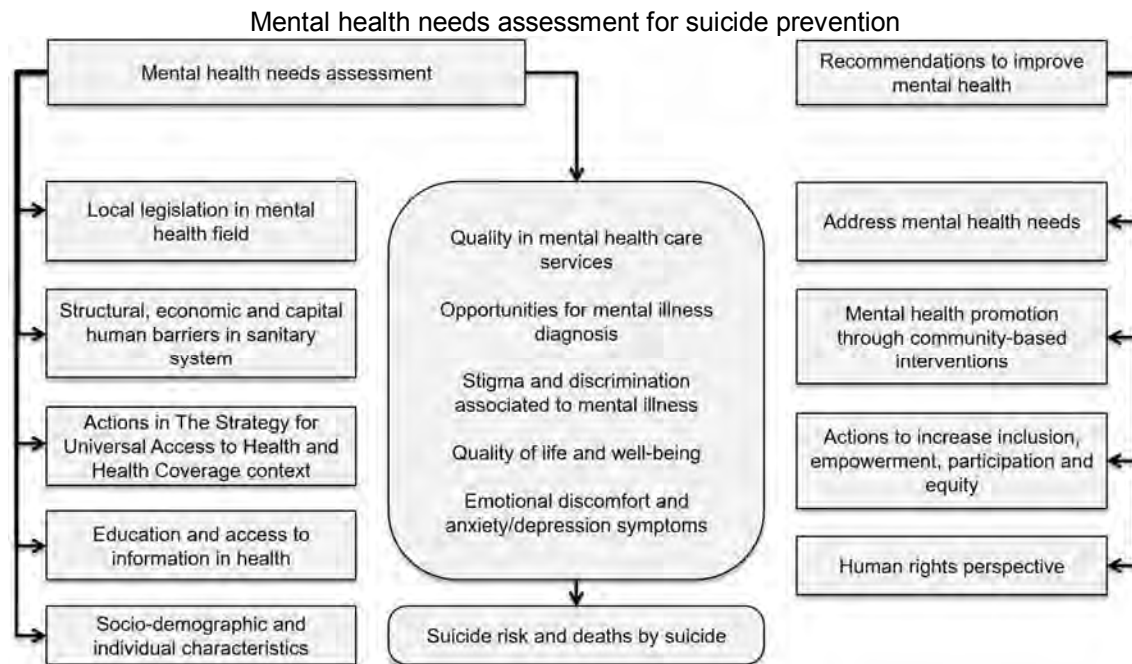 Mental health needs assessment for suicide prevention
Mental health needs assessment
Local legislation in mental
health field
Structural, economic and capital
human barriers in sanitary
system
Actions in The Strategy for
Universal Access to Health and
Health Coverage context
Education and access to
information in health
Socio-demographic and
individual characteristics
Quality in mental health care
services
Opportunities for mental illness
diagnosis
Stigma and discrimination
associated to mental illness
Quality of life and well-being
Emotional discomfort and
anxiety/depression symptoms
Suicide risk and deaths by suicide
Recommendations to improve
mental health
Address mental health needs
Mental health promotion
through community-based
interventions
Actions to increase inclusion,
empowerment, participation and
equity
Human rights perspective